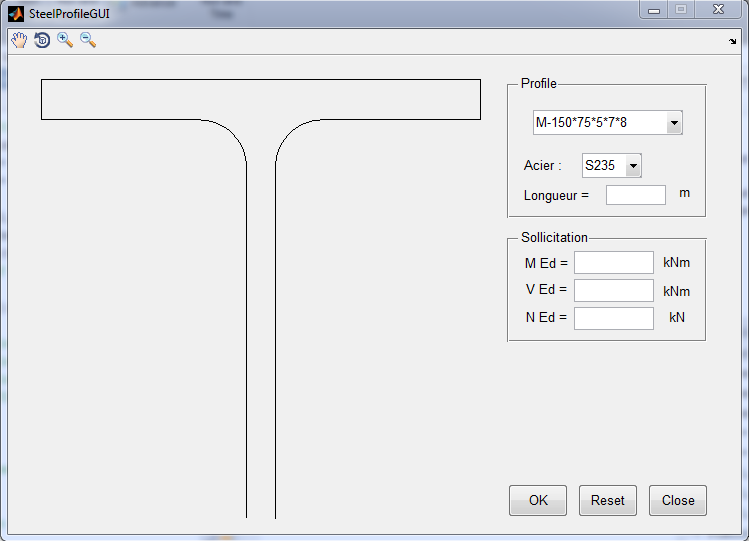 SteelProfileGUI
Profile
M-150*75*5*7*8
Acier : S235
Longueur = m
Sollicitation
M Ed = kNm
V Ed = kNm
N Ed = kN
OK Reset Close